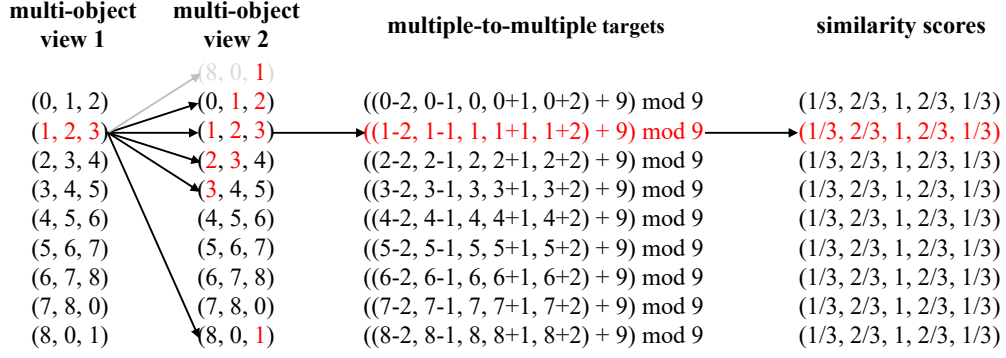 multi-object view 1 multi-object view 2 multiple-to-multiple targets similarity scores
(8, 0, 1)
(0, 1, 2) (0, 1, 2) ((0-2, 0-1, 0, 0+1, 0+2) + 9) mod 9 (1/3, 2/3, 1, 2/3, 1/3)
(1, 2, 3) (1, 2, 3) ((1-2, 1-1, 1, 1+1, 1+2) + 9) mod 9 (1/3, 2/3, 1, 2/3, 1/3)
(2, 3, 4) (2, 3, 4) ((2-2, 2-1, 2, 2+1, 2+2) + 9) mod 9 (1/3, 2/3, 1, 2/3, 1/3)
(3, 4, 5) (3, 4, 5) ((3-2, 3-1, 3, 3+1, 3+2) + 9) mod 9 (1/3, 2/3, 1, 2/3, 1/3)
(4, 5, 6) (4, 5, 6) ((4-2, 4-1, 4, 4+1, 4+2) + 9) mod 9 (1/3, 2/3, 1, 2/3, 1/3)
(5, 6, 7) (5, 6, 7) ((5-2, 5-1, 5, 5+1, 5+2) + 9) mod 9 (1/3, 2/3, 1, 2/3, 1/3)
(6, 7, 8) (6, 7, 8) ((6-2, 6-1, 6, 6+1, 6+2) + 9) mod 9 (1/3, 2/3, 1, 2/3, 1/3)
(7, 8, 0) (7, 8, 0) ((7-2, 7-1, 7, 7+1, 7+2) + 9) mod 9 (1/3, 2/3, 1, 2/3, 1/3)
(8, 0, 1) (8, 0, 1) ((8-2, 8-1, 8, 8+1, 8+2) + 9) mod 9 (1/3, 2/3, 1, 2/3, 1/3)